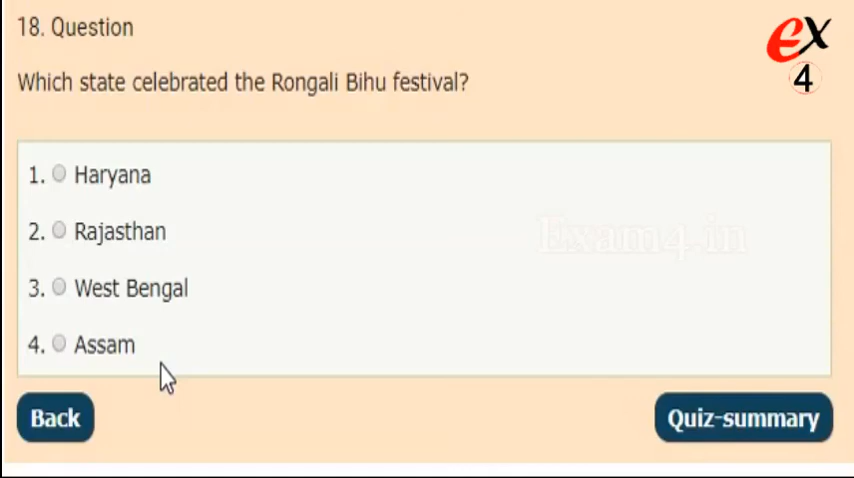 18. Question
ex
4
Which state celebrated the Rongali Bihu festival?
1. Haryana
2. Rajasthan
Exam4.in
3. West Bengal
4. Assam
Back
Quiz-summary